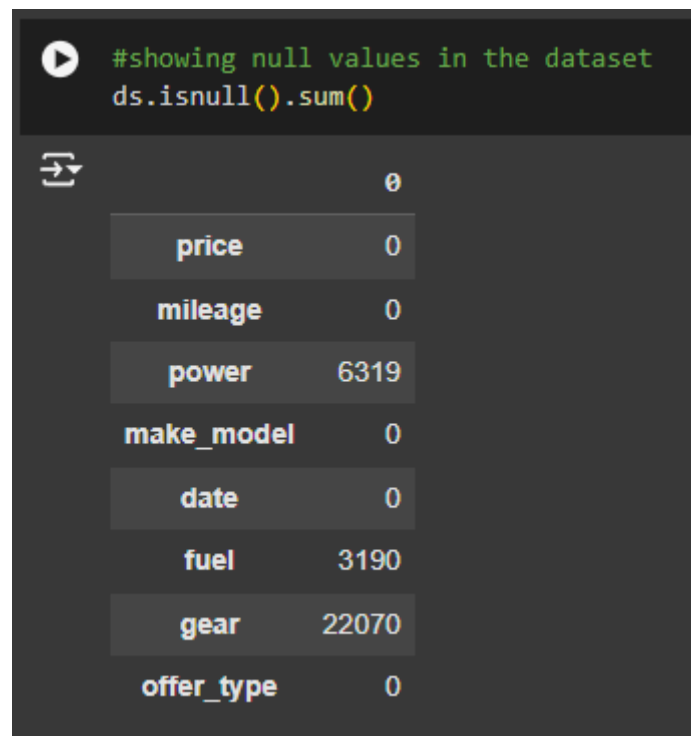 #showing null values in the dataset
ds.isnull().sum()
0
price 0
mileage 0
power 6319
make_model 0
date 0
fuel 3190
gear 22070
offer_type 0